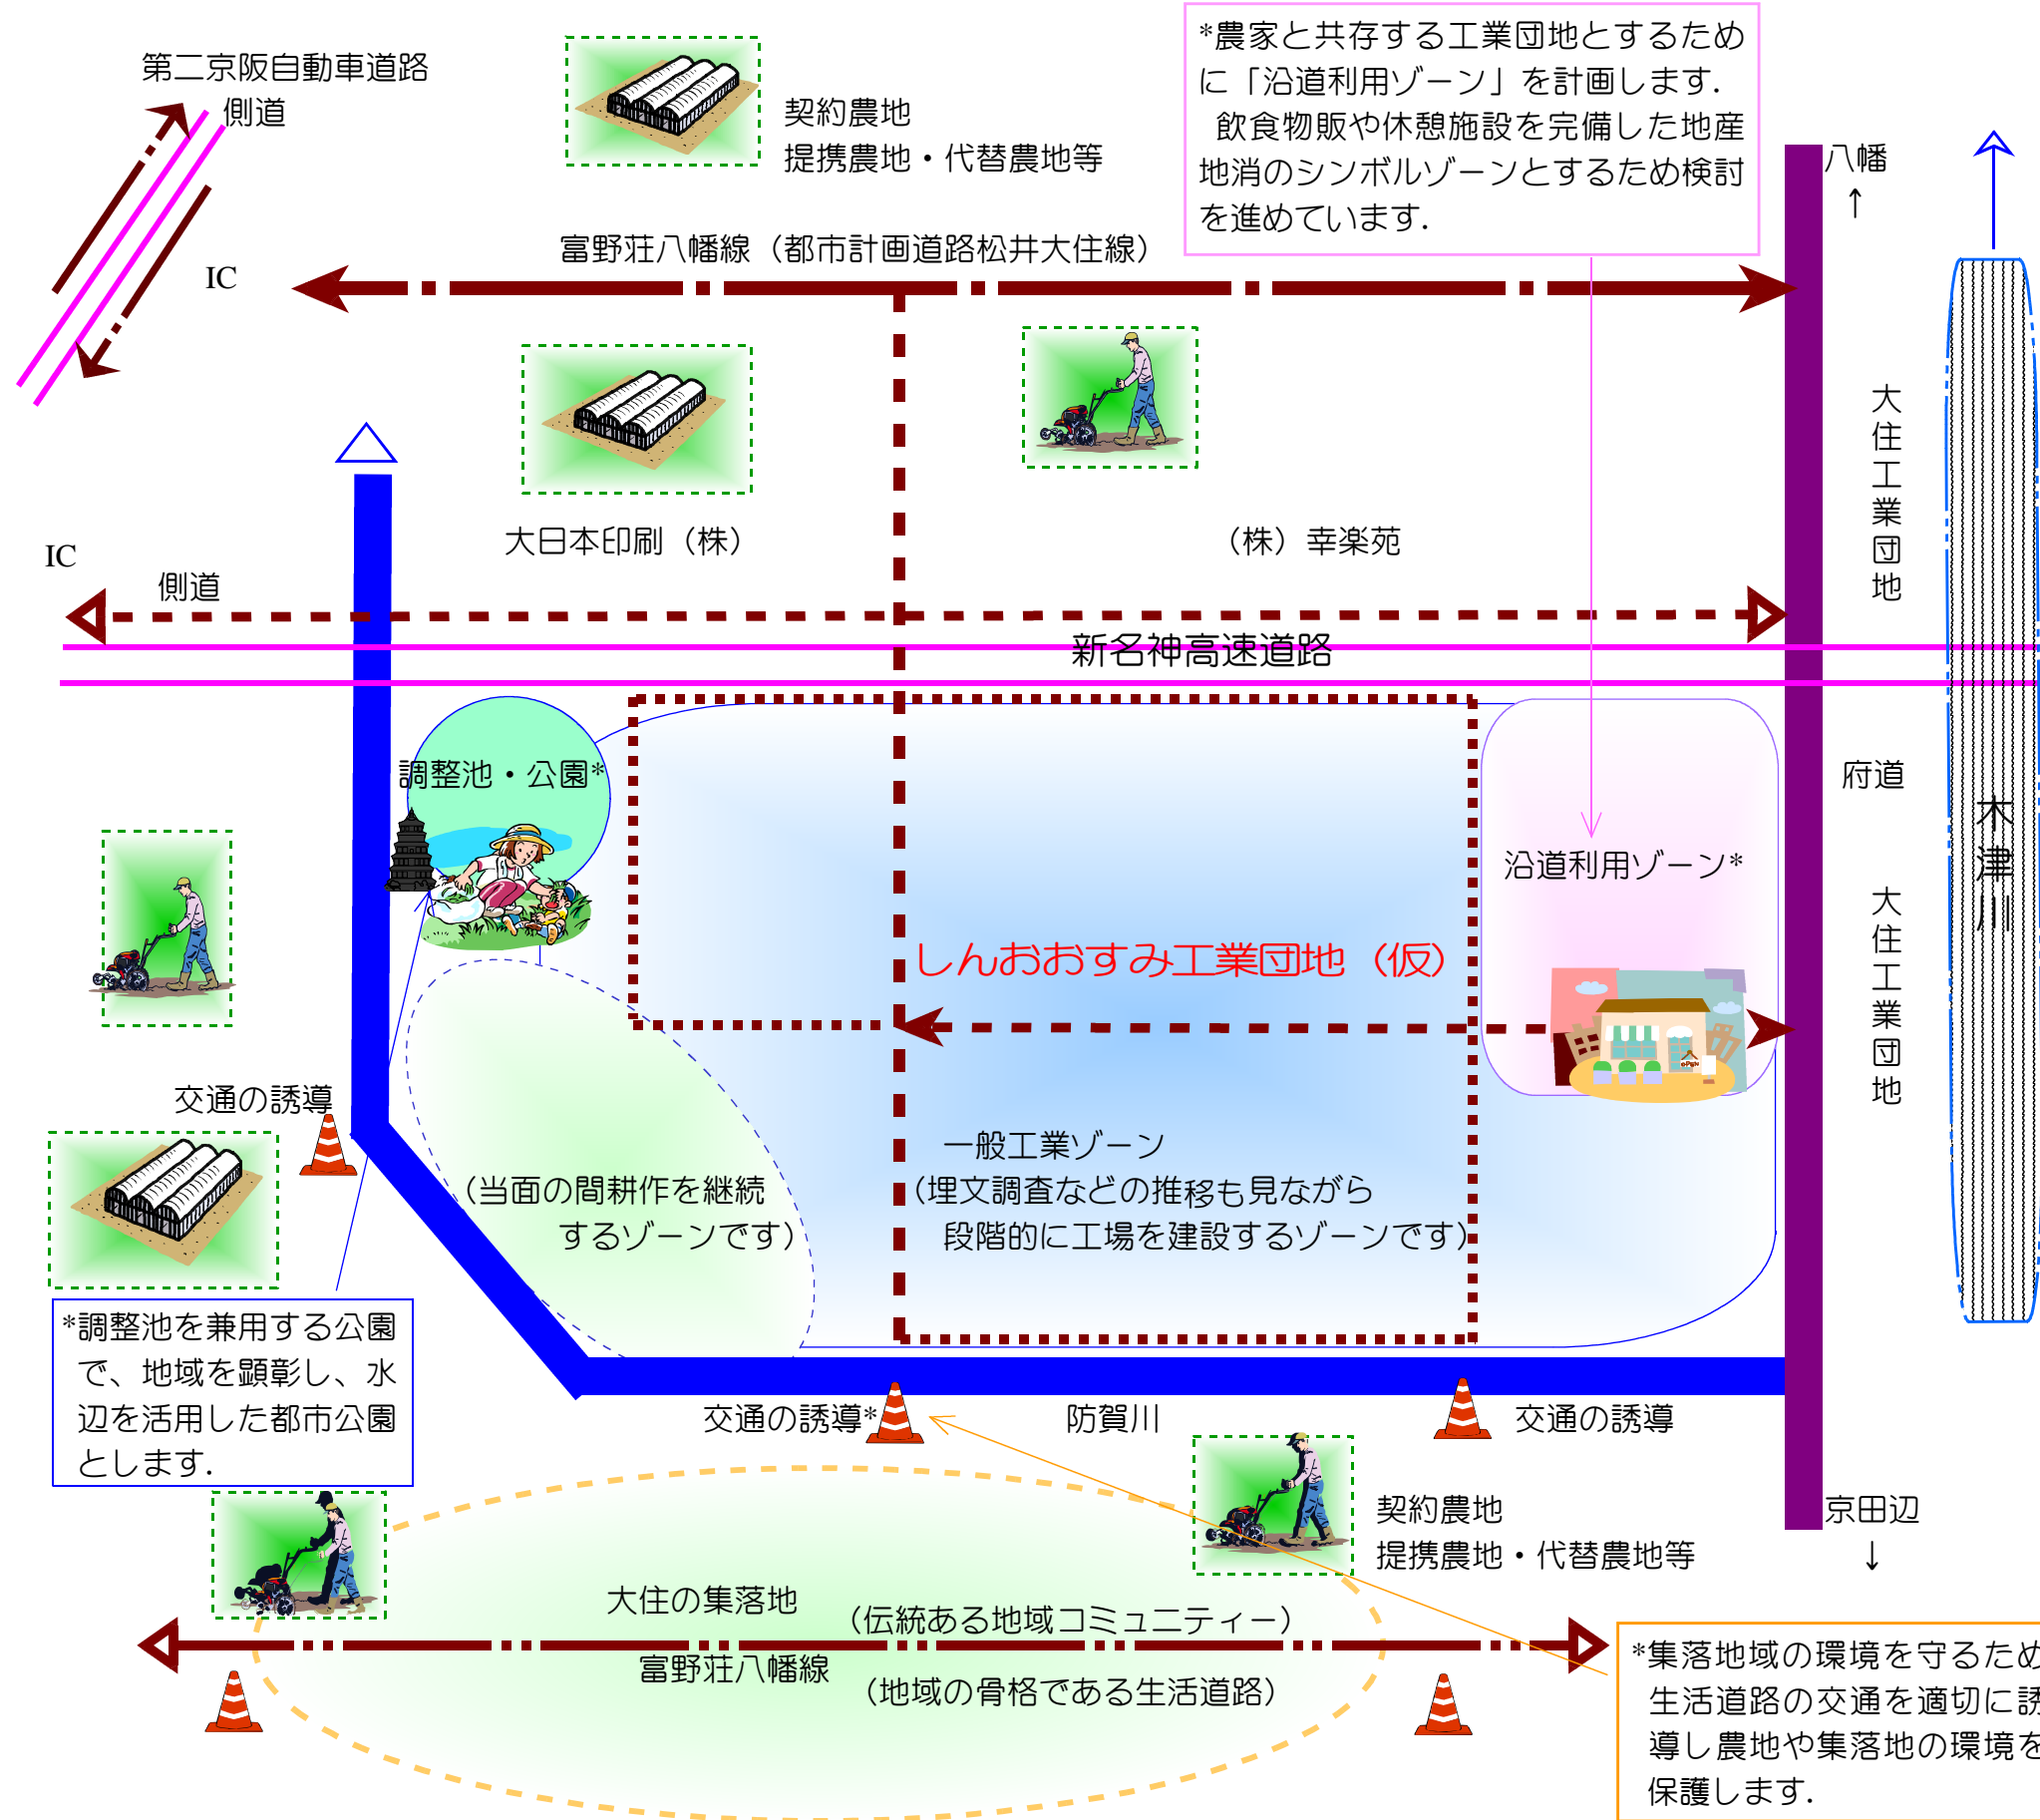 第二京阪自動車道路
側道
契約農地
提携農地・代替農地等
*農家と共存する工業団地とするため
に「沿道利用ゾーン」を計画します.
飲食物販や休憩施設を完備した地産
地消のシンボルゾーンとするため検討
を進めています.
八幡
↑
富野荘八幡線（都市計画道路松井大住線）
IC
大住工業団地
大日本印刷（株）
（株）幸楽苑
IC
側道
新名神高速道路
調整池・公園*
府道
木津川
沿道利用ゾーン*
大住工業団地
しんおおすみ工業団地（仮）
OPEN
交通の誘導
一般工業ゾーン
（当面の間耕作を継続
するゾーンです）
（埋文調査などの推移も見ながら
段階的に工場を建設するゾーンです）
*調整池を兼用する公園
で、地域を顕彰し、水
辺を活用した都市公園
とします.
交通の誘導*
防賀川
交通の誘導
契約農地
提携農地・代替農地等
京田辺
↓
大住の集落地
（伝統ある地域コミュニティー）
富野荘八幡線
（地域の骨格である生活道路）
*集落地域の環境を守るため
生活道路の交通を適切に誘
導し農地や集落地の環境を
保護します.